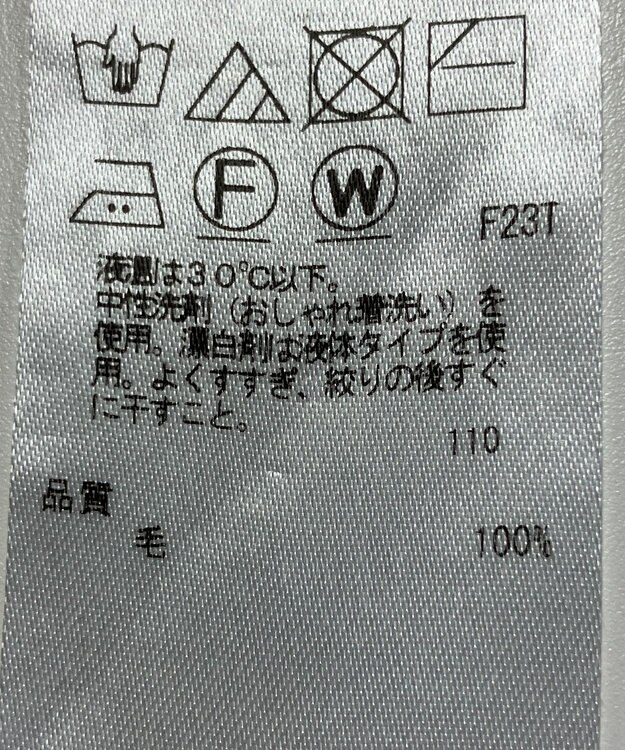 F W F23T
液温は30℃以下。
中性洗剤（おしゃれ着洗い）を
使用。漂白剤は液体タイプを使
用。よくすすぎ、絞りの後すぐ
に干すこと。
110
品質
毛 100%